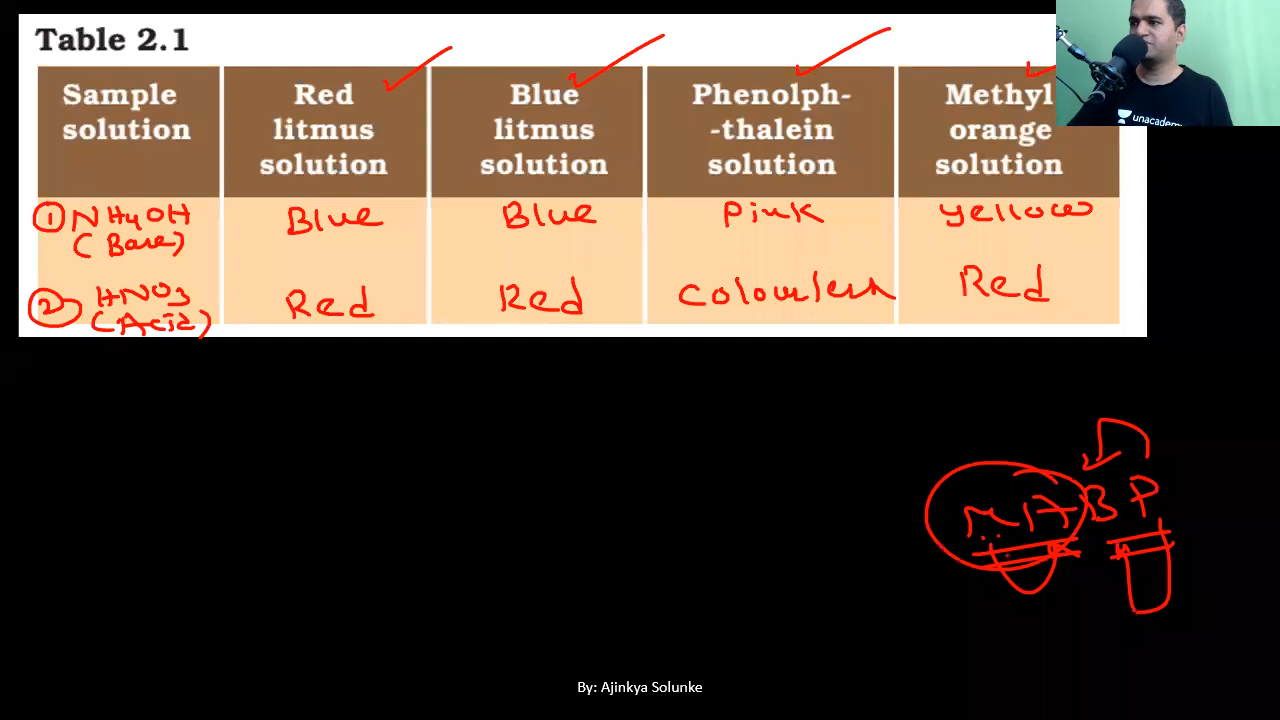 Table 2.1
Sample
solution
Red
litmus
solution
Blue
litmus
solution
Phenolph-
-thalein
solution
Methyl
orange
solution
① NH4OH
(Base)
Blue
Blue
Pink
Yellow
② HNO3
(Acid)
Red
Red
Colourless
Red
unacademy
MABP
By: Ajinkya Solunke